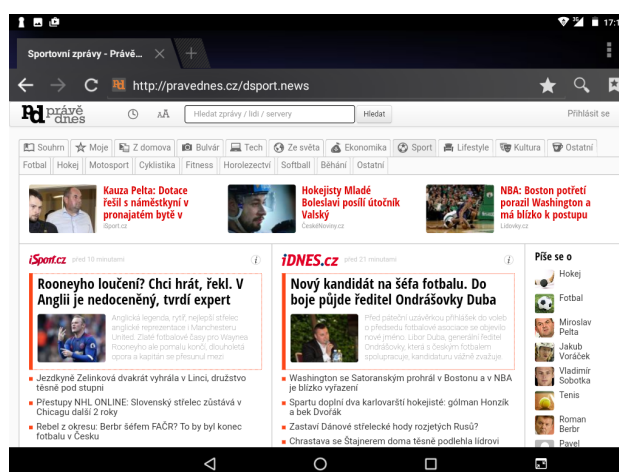 17:1
Sportovní zprávy - Právě...
http://pravednes.cz/dsport.news
právě
dnes
AA
Hledat zprávy / lidi / servery
Hledat
Přihlásit se
Souhrn
Moje
Z domova
Bulvár
Tech
Ze světa
Ekonomika
Sport
Lifestyle
Kultura
Ostatní
Fotbal
Hokej
Motosport
Cyklistika
Fitness
Horolezectví
Softball
Běhání
Ostatní
Kauza Pelta: Dotace
řešil s náměstkyní v
pronajatém bytě v
iSport.cz
Hokejisty Mladé
Boleslavi posílí útočník
Valský
ČeskéNoviny.cz
NBA: Boston potřetí
porazil Washington a
má blízko k postupu
Lidovky.cz
iSport.cz před 10 minutami
Rooneyho loučení? Chci hrát, řekl. V
Anglii je nedoceněný, tvrdí expert
Anglická legenda, rytíř, nejlepší střelec
anglické reprezentace i Manchesteru
United. Zlaté fotbalové časy pro Waynea
Rooneyho ale pomalu končí, dlouholetá
opora a kapitán se přesunul mezi
Jezdkyně Zelinková dvakrát vyhrála v Linci, družstvo
těsně pod stupni
Přestupy NHL ONLINE: Slovenský střelec zůstává v
Chicagu další 2 roky
Rebel z okresu: Berbr šéfem FAČR? To by byl konec
fotbalu v Česku
iDNES.cz před 21 minutami
Nový kandidát na šéfa fotbalu. Do
boje půjde ředitel Ondrášovky Duba
Před páteční uzávěrkou přihlášek do voleb
o předsedu fotbalové asociace se objevilo
nové jméno: Libor Duba, generální ředitel
Ondrášovky, která s českým fotbalem
spolupracuje, kandidaturu vážně zvažuje.
Washington se Satoranským prohrál v Bostonu a v NBA
je blízko vyřazení
Spartu doplní dva karlovarští hokejisté: gólman Honzík
a bek Dvořák
Zastaví Dánové střelecké hody rozjetých Rusů?
Chrastava se Štajnerem doma těsně podlehla lídrovi
Píše se o
Hokej
Fotbal
Miroslav
Pelta
Jakub
Voráček
Vladimír
Sobotka
Tenis
Roman
Berbr
Pavel